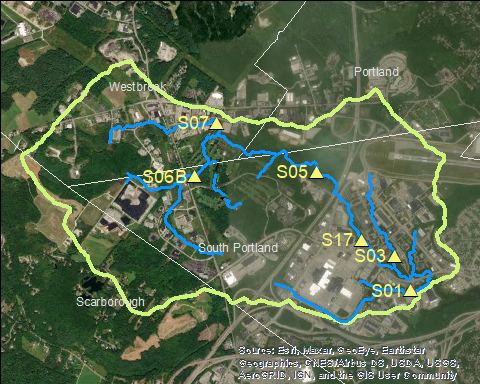 Portland
Westbrook
S07
S06B
S05
S17
South Portland
S03
S01
Scarborough
Source: Esri, Maxar, GeoEye, Earthstar
Geographics, CNES/Airbus DS, USDA, USGS,
AeroGRID, IGN, and the GIS User Community